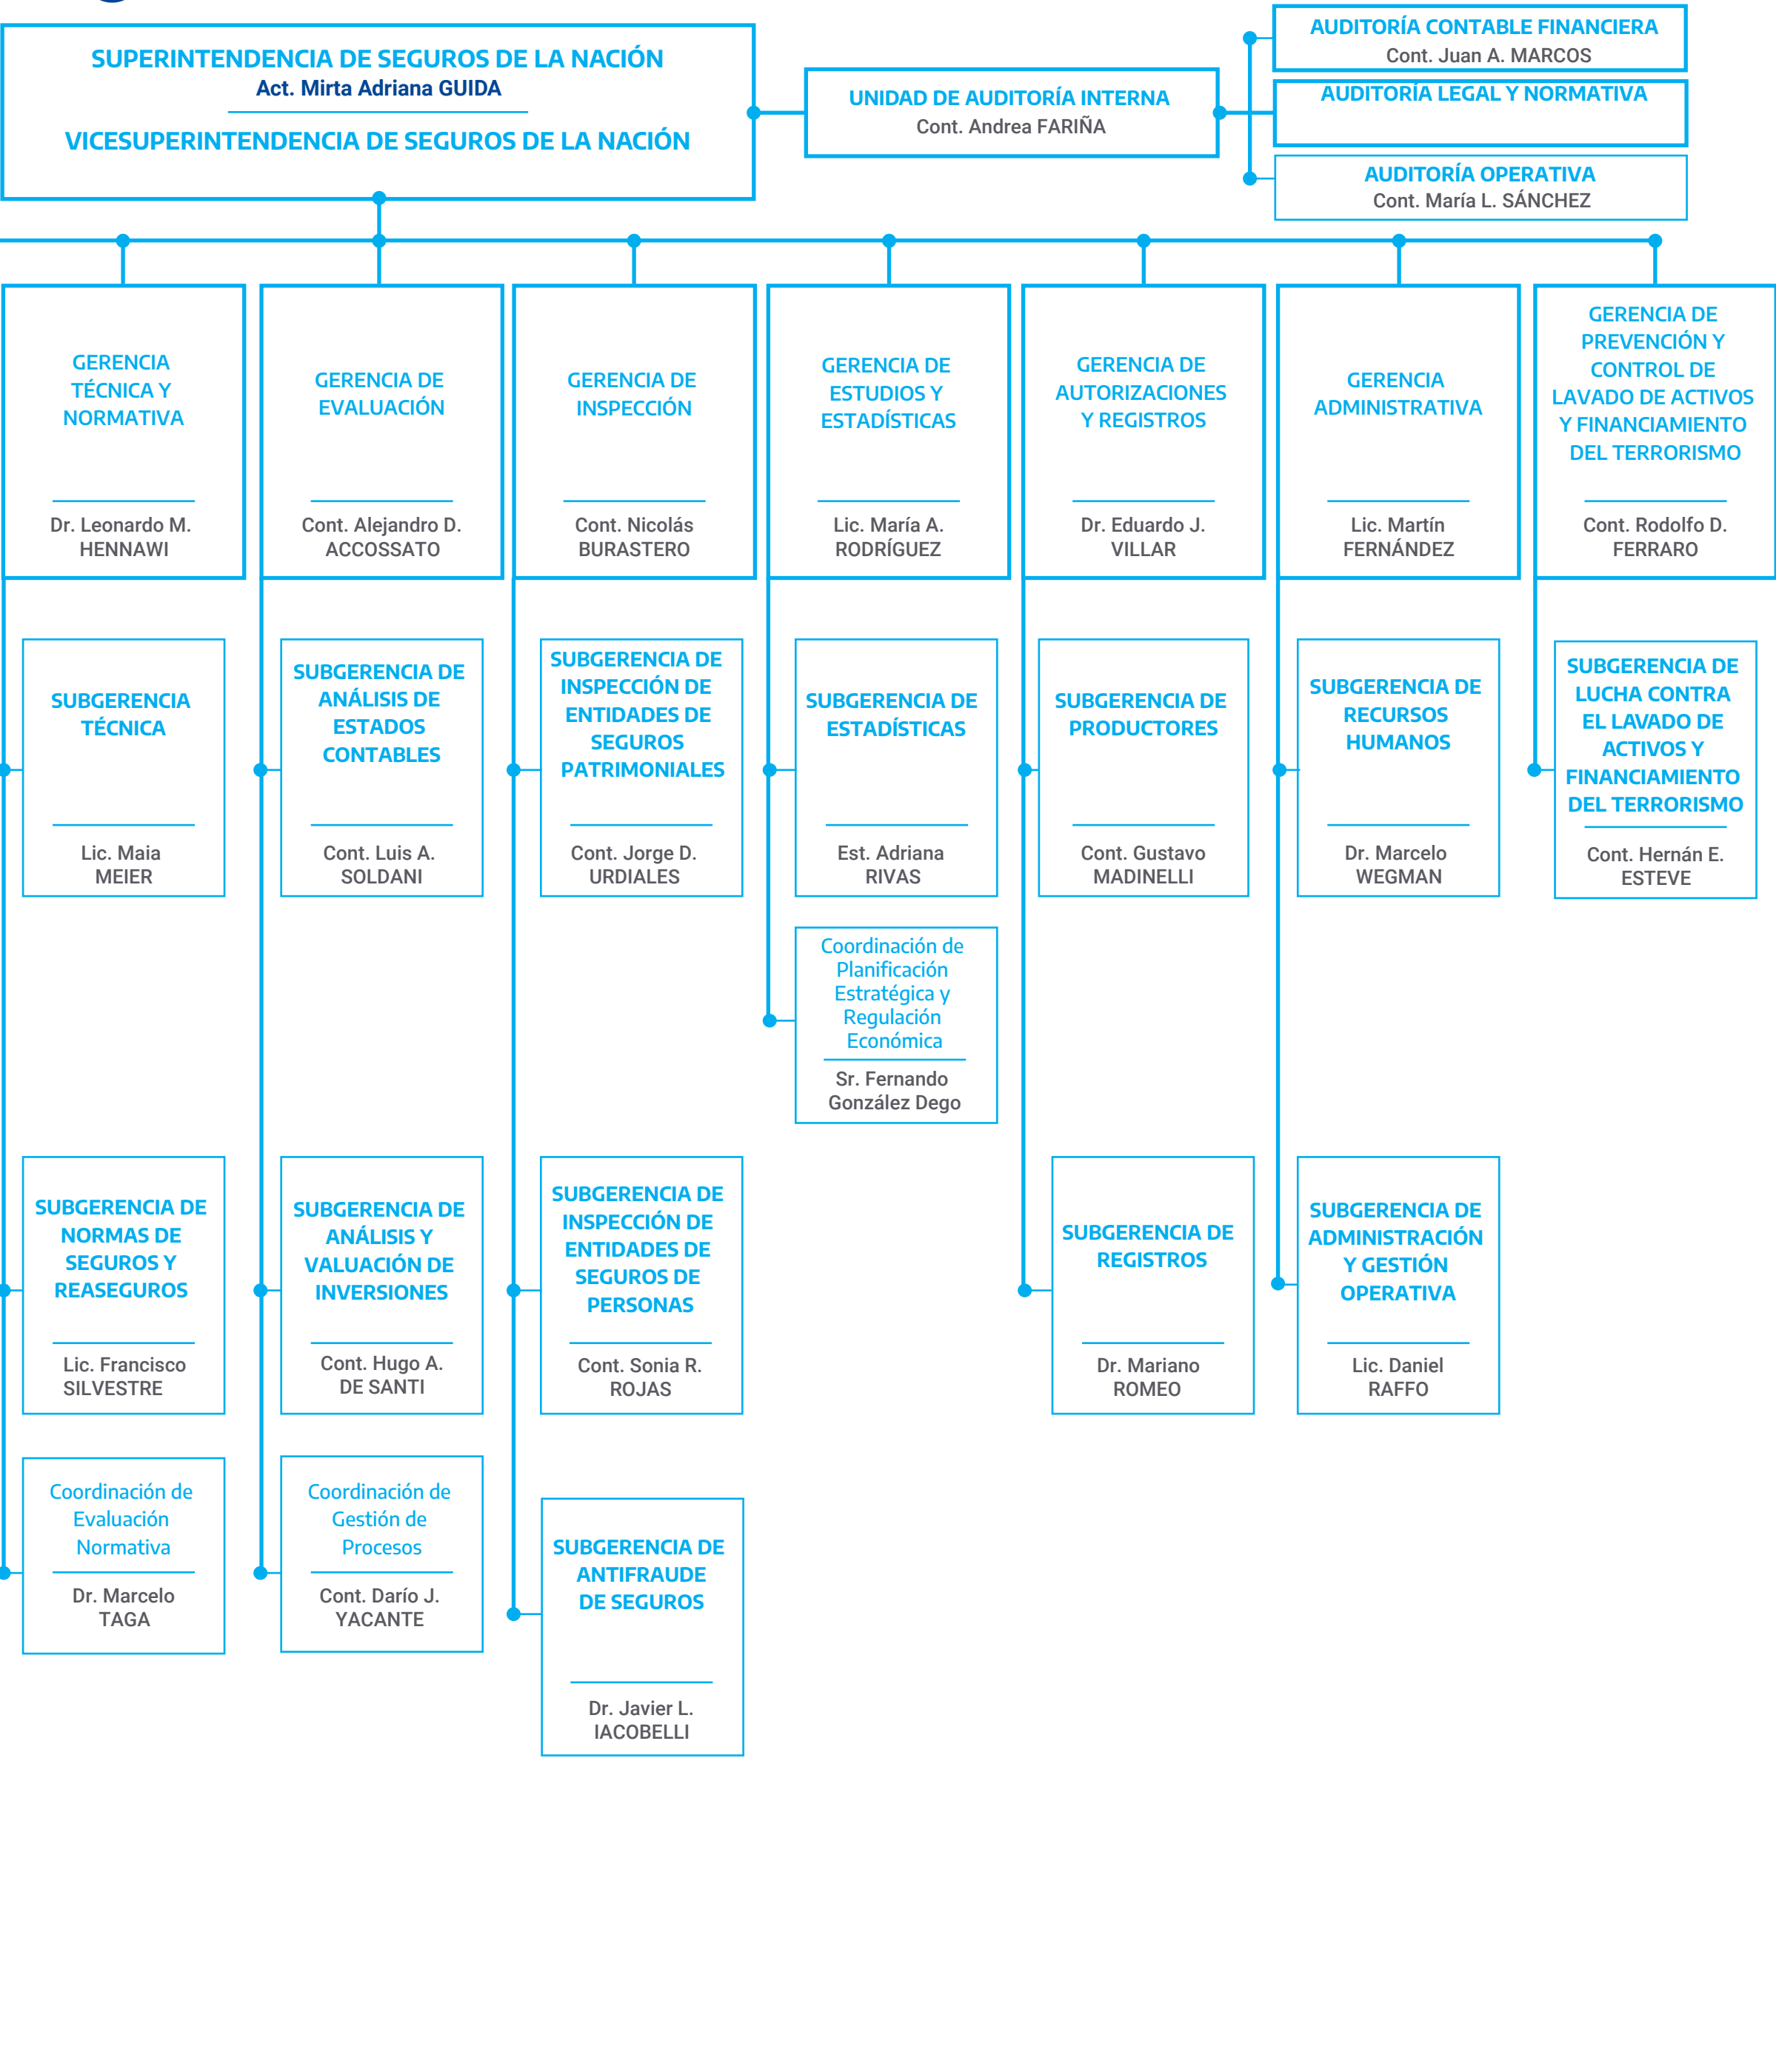 SUPERINTENDENCIA DE SEGUROS DE LA NACIÓN
Act. Mirta Adriana GUIDA
VICESUPERINTENDENCIA DE SEGUROS DE LA NACIÓN
UNIDAD DE AUDITORÍA INTERNA
Cont. Andrea FARIÑA
AUDITORÍA CONTABLE FINANCIERA
Cont. Juan A. MARCOS
AUDITORÍA LEGAL Y NORMATIVA
AUDITORÍA OPERATIVA
Cont. María L. SÁNCHEZ
GERENCIA
TÉCNICA Y
NORMATIVA
Dr. Leonardo M.
HENNAWI
GERENCIA DE
EVALUACIÓN
Cont. Alejandro D.
ACCOSSATO
GERENCIA DE
INSPECCIÓN
Cont. Nicolás
BURASTERO
GERENCIA DE
ESTUDIOS Y
ESTADÍSTICAS
Lic. María A.
RODRÍGUEZ
GERENCIA DE
AUTORIZACIONES
Y REGISTROS
Dr. Eduardo J.
VILLAR
GERENCIA
ADMINISTRATIVA
Lic. Martín
FERNÁNDEZ
GERENCIA DE
PREVENCIÓN Y
CONTROL DE
LAVADO DE ACTIVOS
Y FINANCIAMIENTO
DEL TERRORISMO
Cont. Rodolfo D.
FERRARO
SUBGERENCIA
TÉCNICA
Lic. Maia
MEIER
SUBGERENCIA DE
ANÁLISIS DE
ESTADOS
CONTABLES
Cont. Luis A.
SOLDANI
SUBGERENCIA DE
INSPECCIÓN DE
ENTIDADES DE
SEGUROS
PATRIMONIALES
Cont. Jorge D.
URDIALES
SUBGERENCIA DE
ESTADÍSTICAS
Est. Adriana
RIVAS
SUBGERENCIA DE
PRODUCTORES
Cont. Gustavo
MADINELLI
SUBGERENCIA DE
RECURSOS
HUMANOS
Dr. Marcelo
WEGMAN
SUBGERENCIA DE
LUCHA CONTRA
EL LAVADO DE
ACTIVOS Y
FINANCIAMIENTO
DEL TERRORISMO
Cont. Hernán E.
ESTEVE
Coordinación de
Planificación
Estratégica y
Regulación
Económica
Sr. Fernando
González Dego
SUBGERENCIA DE
NORMAS DE
SEGUROS Y
REASEGUROS
Lic. Francisco
SILVESTRE
SUBGERENCIA DE
ANÁLISIS Y
VALUACIÓN DE
INVERSIONES
Cont. Hugo A.
DE SANTI
SUBGERENCIA DE
INSPECCIÓN DE
ENTIDADES DE
SEGUROS DE
PERSONAS
Cont. Sonia R.
ROJAS
SUBGERENCIA DE
REGISTROS
Dr. Mariano
ROMEO
SUBGERENCIA DE
ADMINISTRACIÓN
Y GESTIÓN
OPERATIVA
Lic. Daniel
RAFFO
Coordinación de
Evaluación
Normativa
Dr. Marcelo
TAGA
Coordinación de
Gestión de
Procesos
Cont. Darío J.
YACANTE
SUBGERENCIA DE
ANTIFRAUDE
DE SEGUROS
Dr. Javier L.
IACOBELLI